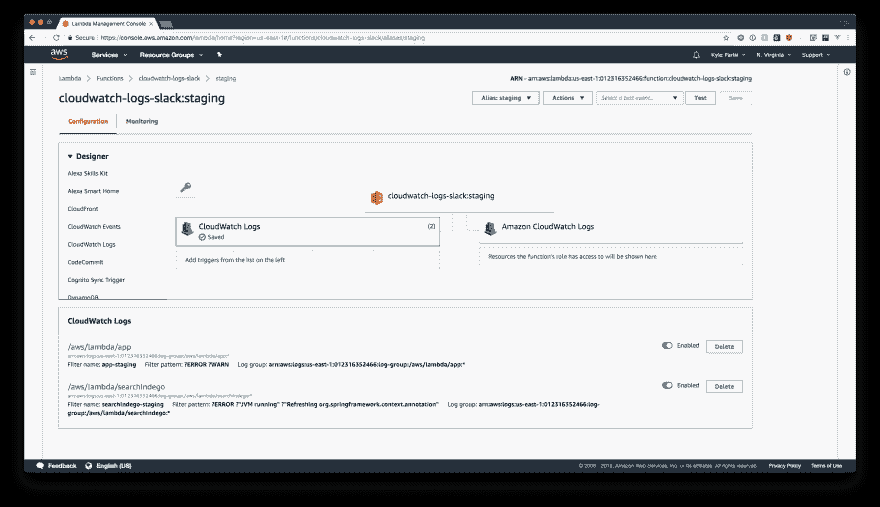 Lambda Management Console
Secure https://console.aws.amazon.com/lambda/home?region=us-east-1#/functions/cloudwatch-logs-slack/aliases/staging
aws Services Resource Groups Kyle N. Virginia Support
Lambda > Functions > cloudwatch-logs-slack > staging
ARN - arn:aws:lambda:us-east-1:012316352466:function:cloudwatch-logs-slack:staging
cloudwatch-logs-slack:staging
Alias: staging Actions Select a test event... Test Save
Configuration Monitoring
Designer
Alexa Skills Kit
Alexa Smart Home
CloudFront
CloudWatch Events
CloudWatch Logs
CodeCommit
Cognito Sync Trigger
DynamoDB
cloudwatch-logs-slack:staging
CloudWatch Logs (2)
Saved
Add triggers from the list on the left
Amazon CloudWatch Logs
Resources the function's role has access to will be shown here
CloudWatch Logs
/aws/lambda/app
arn:aws:logs:us-east-1:012316352466:log-group:/aws/lambda/app:*
Filter name: app-staging Filter pattern: ?ERROR ?WARN Log group: arn:aws:logs:us-east-1:012316352466:log-group:/aws/lambda/app:*
Enabled Delete
/aws/lambda/searchindego
arn:aws:logs:us-east-1:012316352466:log-group:/aws/lambda/searchindego:*
Filter name: searchindego-staging Filter pattern: ?ERROR ?"JVM running" ?"Refreshing org.springframework.context.annotation" Log group: arn:aws:logs:us-east-1:012316352466:log-
group:/aws/lambda/searchindego:*
Enabled Delete
Feedback English (US)
Amazon Web Services, Inc. or its affiliates. All rights reserved. Privacy Policy Terms of Use